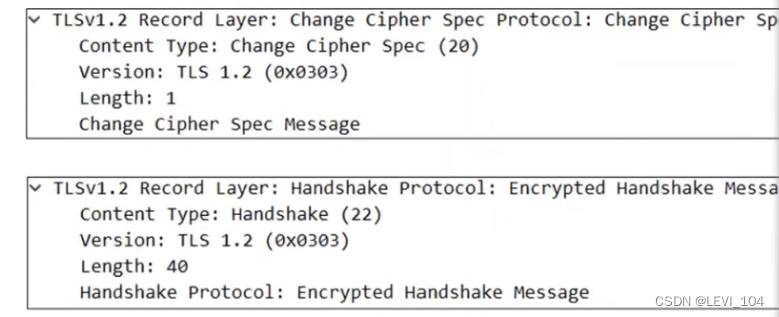 TLSv1.2 Record Layer: Change Cipher Spec Protocol: Change Cipher Sp
Content Type: Change Cipher Spec (20)
Version: TLS 1.2 (0x0303)
Length: 1
Change Cipher Spec Message
TLSv1.2 Record Layer: Handshake Protocol: Encrypted Handshake Messa
Content Type: Handshake (22)
Version: TLS 1.2 (0x0303)
Length: 40
Handshake Protocol: Encrypted Handshake Message
CSDN @LEVI_104